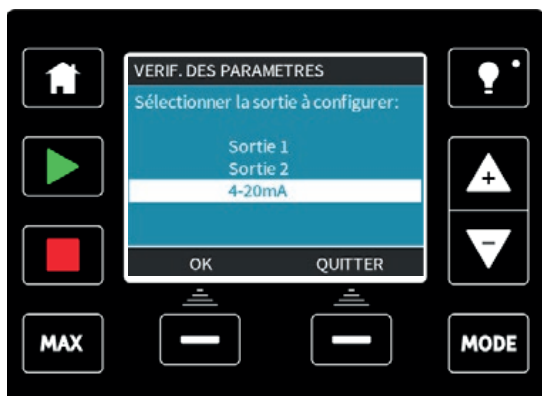 VERIF. DES PARAMETRES
Sélectionner la sortie à configurer:
Sortie 1
Sortie 2
4-20mA
OK QUITTER
MAX
MODE